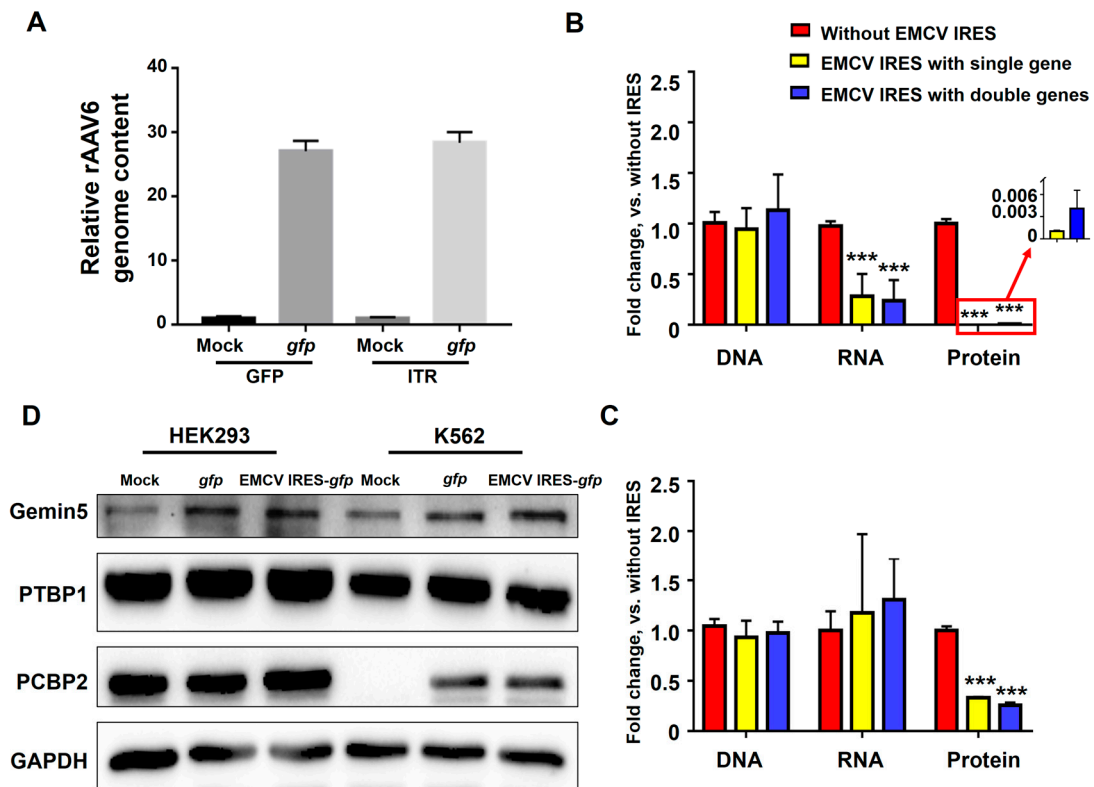 A
Relative rAAV6
genome content
40
30
20
10
0
Mock
gfp
Mock
gfp
GFP
ITR
B
Without EMCV IRES
EMCV IRES with single gene
EMCV IRES with double genes
Fold change, vs. without IRES
2.5
2.0
1.5
1.0
0.5
0
***
***
***
***
0.006
0.003
0
DNA
RNA
Protein
D
HEK293
K562
Mock
gfp
EMCV IRES-gfp
Mock
gfp
EMCV IRES-gfp
Gemin5
PTBP1
PCBP2
GAPDH
C
Fold change, vs. without IRES
2.5
2.0
1.5
1.0
0.5
0
***
***
DNA
RNA
Protein